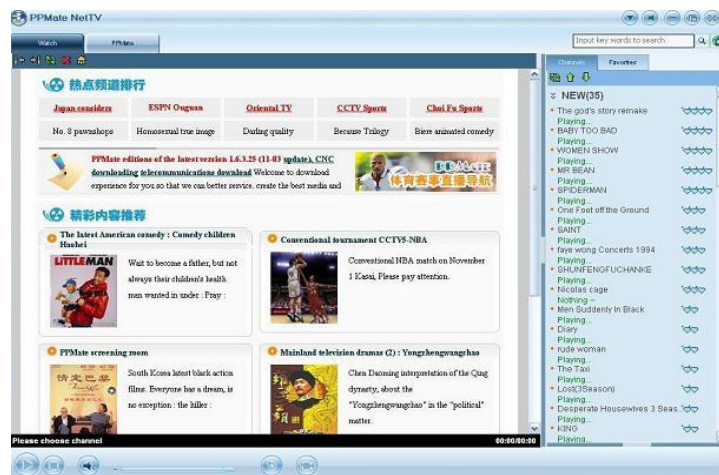 PPMate NetTV
Watch
PPMate
Input key words to search
热点频道排行
Japan considers
ESPN Ouguan
Oriental TV
CCTV Sports
Choi Fu Sports
No. 8 pawnshops
Homosexual true image
Darling quality
Because Trilogy
Biere animated comedy
PPMate editions of the latest version 1.6.3.25 (11-03 update), CNC
downloading telecommunications download Welcome to download
experience for you so that we can better service. create the best media and
PPMATE
体育赛事直播导航
精彩内容推荐
The latest American comedy : Comedy children
Haohei
LiTTLEMAN
Wait to become a father, but not
always their children's health
man wanted in under : Pray :
Conventional tournament CCTV5-NBA
Conventional NBA match on November
1 Kasai, Please pay attention.
PPMate screening
room
情定巴黎
South Korea latest black action
films. Everyone has a dream, is
no exception : the killer :
Mainland television dramas (2) : Yongzhengwangchao
Chen Daoming interpretation of the Qing
dynasty, about the
"Yongzhengwangchao" in the "political"
matter.
Channels
Favorites
NEW(35)
The god's story remake
Playing...
BABY TOO BAD
Playing...
WOMEN SHOW
Playing...
MR BEAN
Playing...
SPIDERMAN
Playing...
One Foot off the Ground
Playing...
SAINT
Playing...
faye wong Concerts 1994
Playing...
SHUNFENGFUCHANKE
Playing...
Nicolas cage
Nothing ~
Men Suddenly In Black
Playing...
Diary
Playing...
rude woman
Playing...
The Taxi
Playing...
Lost(3Season)
Playing...
Desperate Housewives 3 Seas.
Playing...
KING
Playing...
Please choose channel
00:00/00:00